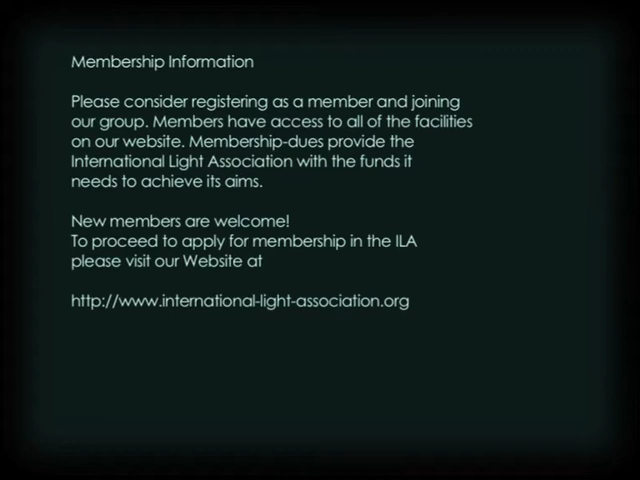 Membership Information
Please consider registering as a member and joining
our group. Members have access to all of the facilities
on our website. Membership-dues provide the
International Light Association with the funds it
needs to achieve its aims.
New members are welcome!
To proceed to apply for membership in the ILA
please visit our Website at
http://www.international-light-association.org